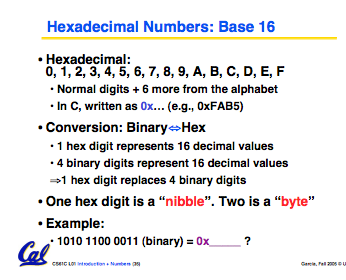 Hexadecimal Numbers: Base 16
• Hexadecimal:
0, 1, 2, 3, 4, 5, 6, 7, 8, 9, A, B, C, D, E, F
• Normal digits + 6 more from the alphabet
• In C, written as 0x… (e.g., 0xFAB5)
• Conversion: Binary⇔Hex
• 1 hex digit represents 16 decimal values
• 4 binary digits represent 16 decimal values
⇒1 hex digit replaces 4 binary digits
• One hex digit is a “nibble”. Two is a “byte”
• Example:
• 1010 1100 0011 (binary) = 0x_____ ?
Cal
CS61C L01 Introduction + Numbers (35)
Garcia, Fall 2005 © U